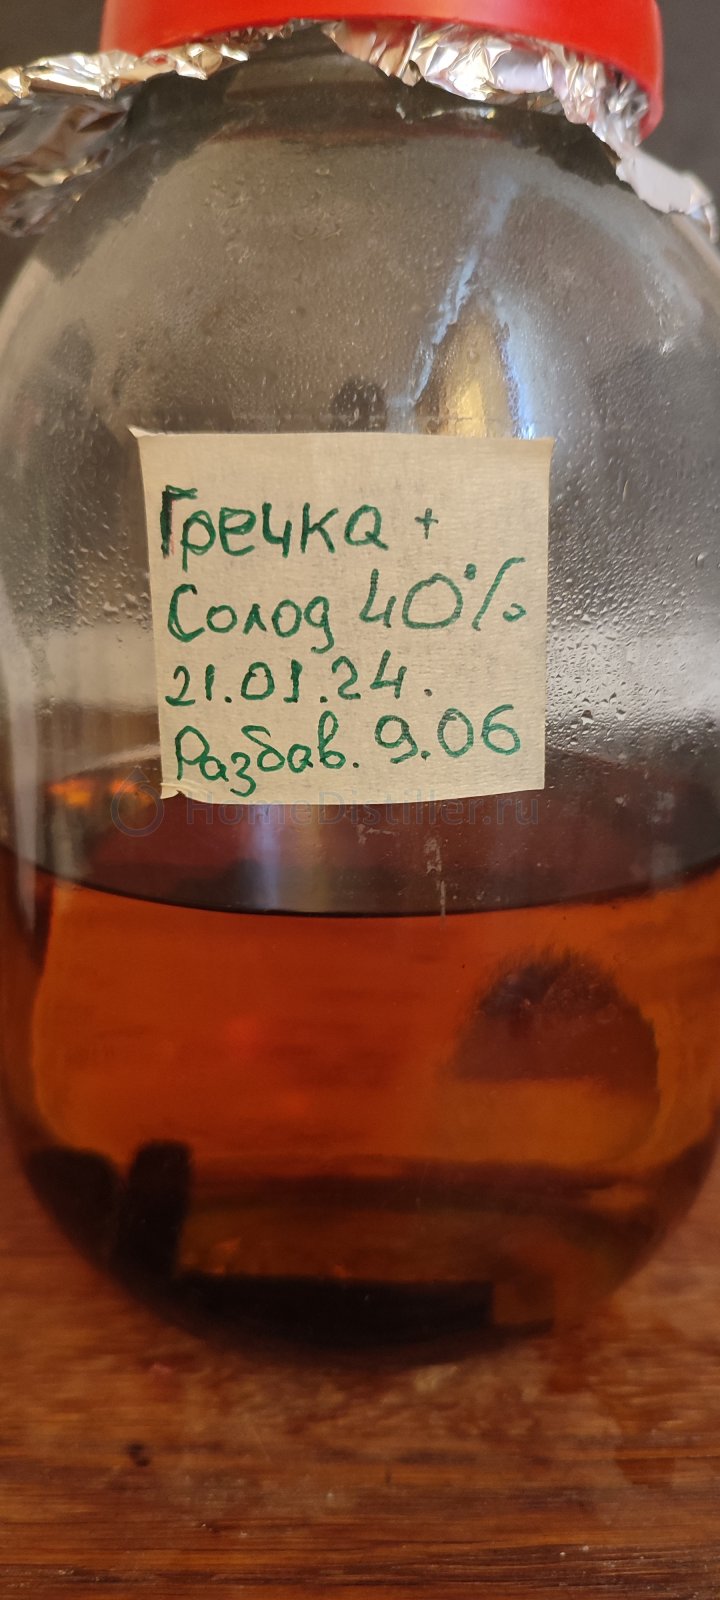 Гречка +
Солод 40%
21.01.24.
Разбав. 9.06
HomeDistiller.ru